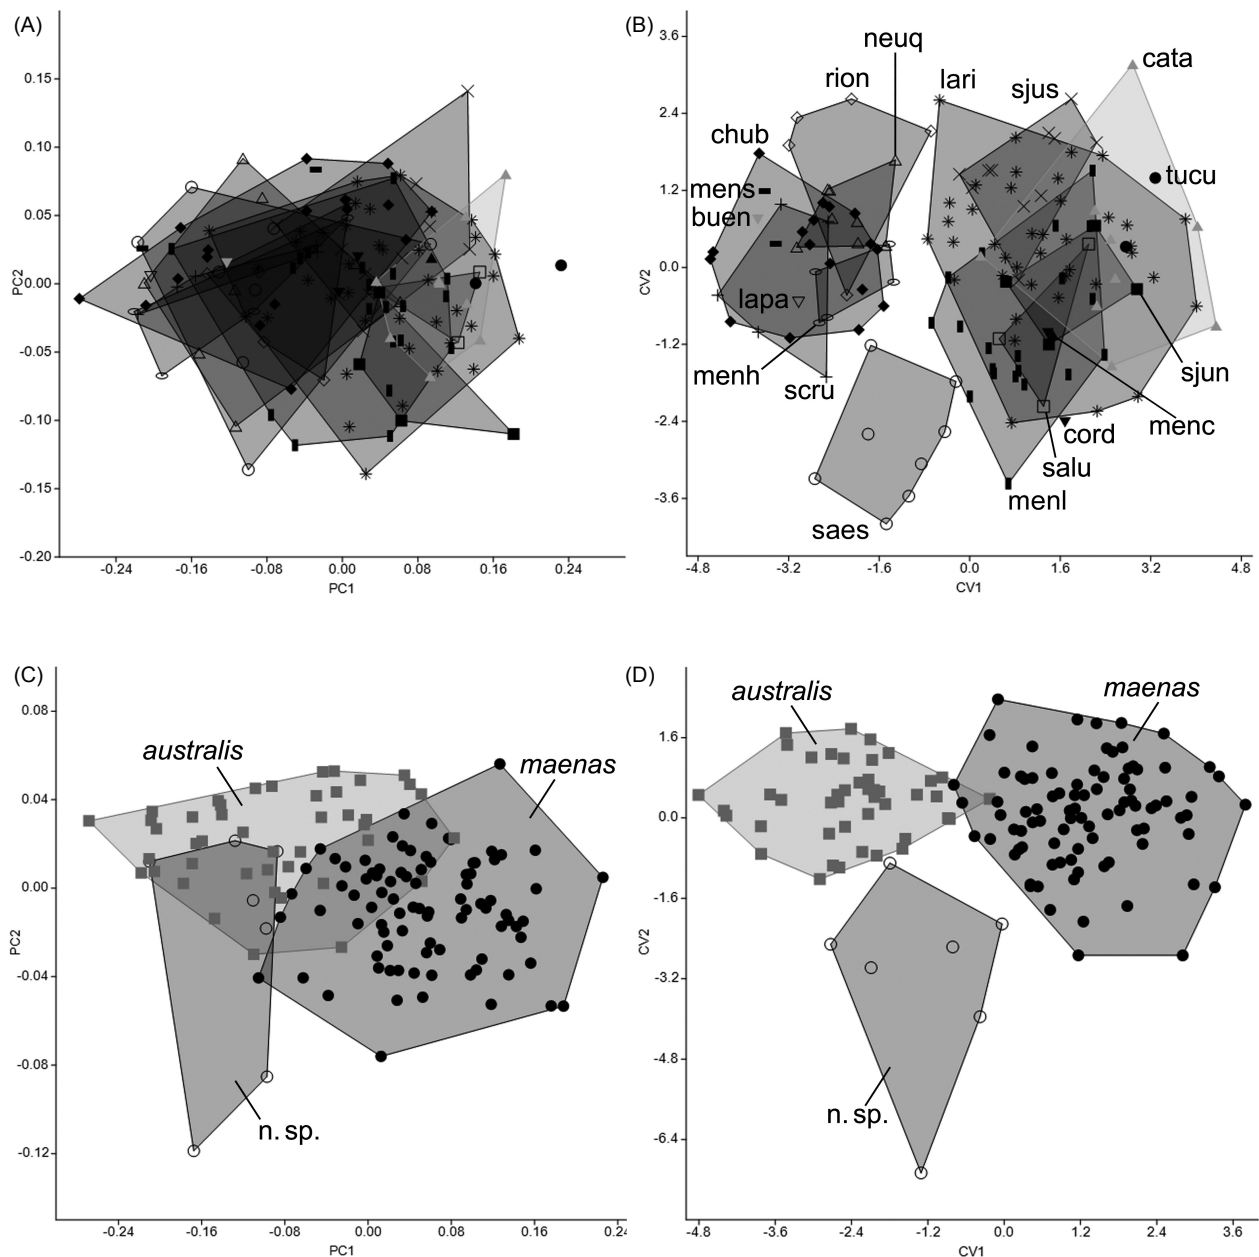 (A)
0.15
0.10
0.05
0.00
-0.05
-0.10
-0.15
-0.20
PC2
-0.24 -0.16 -0.08 0.00 0.08 0.16 0.24
PC1
(B)
3.6
2.4
1.2
0.0
-1.2
-2.4
-3.6
CV2
neuq
rion
lari
sjus
cata
chub
mens
tucu
buen
lapa
menh
scru
sjun
menc
cord
salu
menl
saes
-4.8 -3.2 -1.6 0.0 1.6 3.2 4.8
CV1
(C)
0.08
0.04
0.00
-0.04
-0.08
-0.12
PC2
australis
maenas
n. sp.
-0.24 -0.16 -0.08 0.00 0.08 0.16 0.24
PC1
(D)
1.6
0.0
-1.6
-3.2
-4.8
-6.4
CV2
australis
maenas
n. sp.
-4.8 -3.6 -2.4 -1.2 0.0 1.2 2.4 3.6
CV1